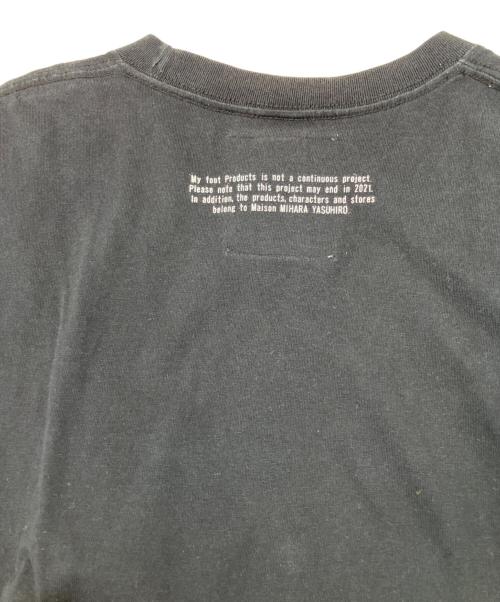 My foot Products is not a continuous project.
Please note that this project may end in 2021.
In addition, the products, characters and stores
belong to Maison MIHARA YASUHIRO.